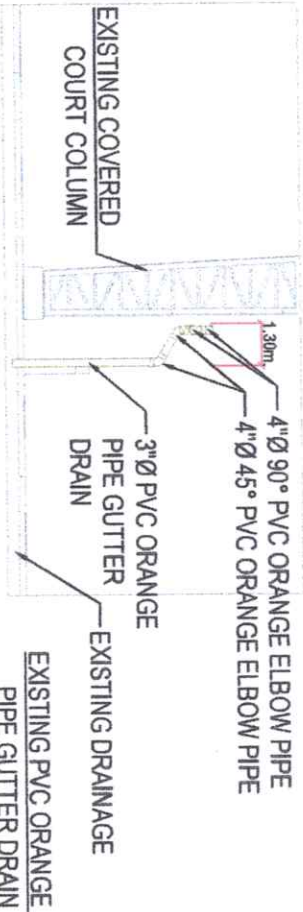 EXISTING COVERED
COURT COLUMN
1.30m
4"Ø 90° PVC ORANGE ELBOW PIPE
4"Ø 45° PVC ORANGE ELBOW PIPE
3"Ø PVC ORANGE
PIPE GUTTER
DRAIN
EXISTING DRAINAGE
EXISTING PVC ORANGE
PIPE GUTTER DRAIN